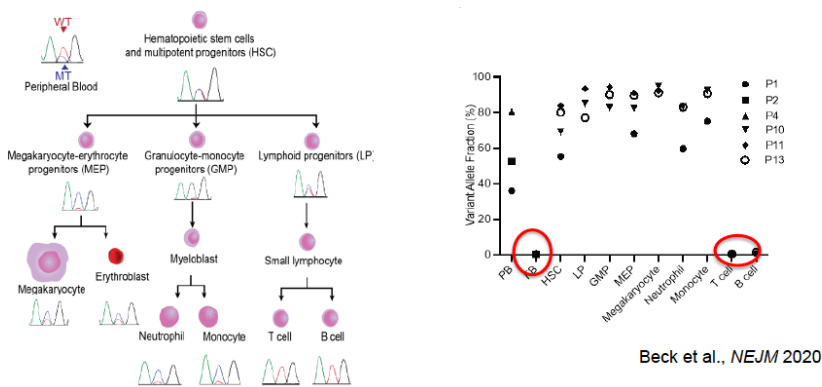 WT
MT
Peripheral Blood
Hematopoietic stem cells
and multipotent progenitors (HSC)
Megakaryocyte-erythrocyte
progenitors (MEP)
Granulocyte-monocyte
progenitors (GMP)
Lymphoid progenitors (LP)
Megakaryocyte
Erythroblast
Myeloblast
Small lymphocyte
Neutrophil
Monocyte
T cell
B cell
Variant Allele Fraction (%)
100
80
60
40
20
0
PB
FB
HSC
LP
GMP
MEP
Megakaryocyte
Neutrophil
Monocyte
T cell
B cell
P1
P2
P4
P10
P11
P13
Beck et al., NEJM 2020